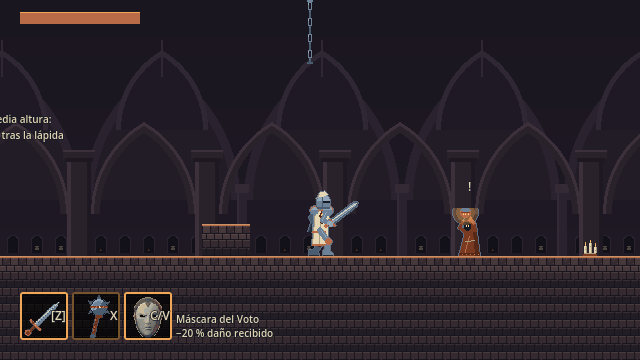 edia altura:
tras la lápida
!
[Z]
X
C/V
Máscara del Voto
−20 % daño recibido